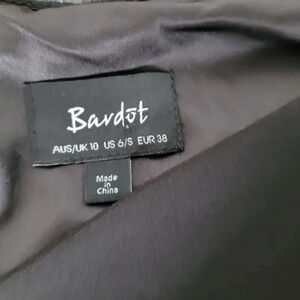 Bardot
AUS/UK 10 US 6/S EUR 38
Made
in
China